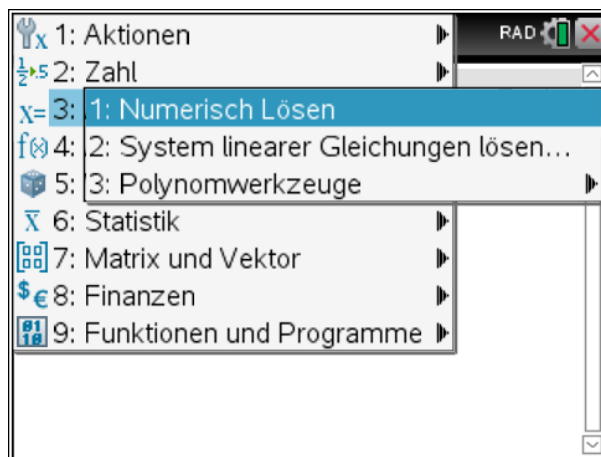 1: Aktionen
RAD
2: Zahl
3:
1: Numerisch Lösen
4:
2: System linearer Gleichungen lösen...
5:
3: Polynomwerkzeuge
6: Statistik
7: Matrix und Vektor
8: Finanzen
9: Funktionen und Programme